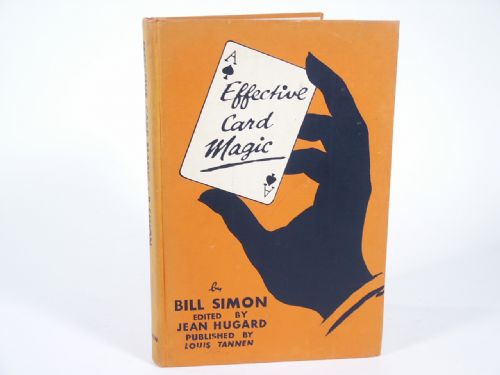 A
Effective
Card
Magic
A
by
BILL SIMON
EDITED BY
JEAN HUGARD
PUBLISHED BY
LOUIS TANNEN